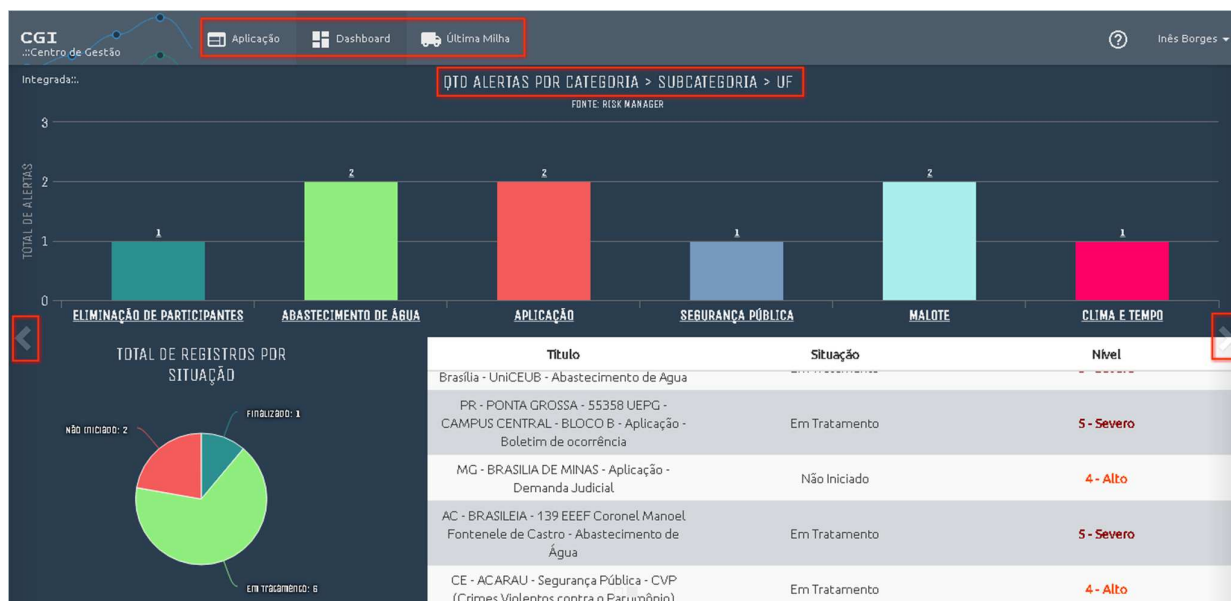 CGI
.::Centro de Gestão
Integrada::.
Aplicação
Dashboard
Última Milha
Inês Borges
QTD ALERTAS POR CATEGORIA > SUBCATEGORIA > UF
FONTE: RISK MANAGER
TOTAL DE ALERTAS
3
2
1
0
1
2
2
1
2
1
ELIMINAÇÃO DE PARTICIPANTES
ABASTECIMENTO DE ÁGUA
APLICAÇÃO
SEGURANÇA PÚBLICA
MALOTE
CLIMA E TEMPO
TOTAL DE REGISTROS POR
SITUAÇÃO
FINALIZADO: 1
NÃO INICIADO: 2
EM TRATAMENTO: 6
Título
Situação
Nível
Brasília - UniCEUB - Abastecimento de Agua
PR - PONTA GROSSA - 55358 UEPG -
CAMPUS CENTRAL - BLOCO B - Aplicação -
Boletim de ocorrência
Em Tratamento
5 - Severo
MG - BRASILIA DE MINAS - Aplicação -
Demanda Judicial
Não Iniciado
4 - Alto
AC - BRASILEIA - 139 EEEF Coronel Manoel
Fontenele de Castro - Abastecimento de
Água
Em Tratamento
5 - Severo
CE - ACARAU - Segurança Pública - CVP
(Crimes Violentos contra o Patrimônio)
Em Tratamento
4 - Alto